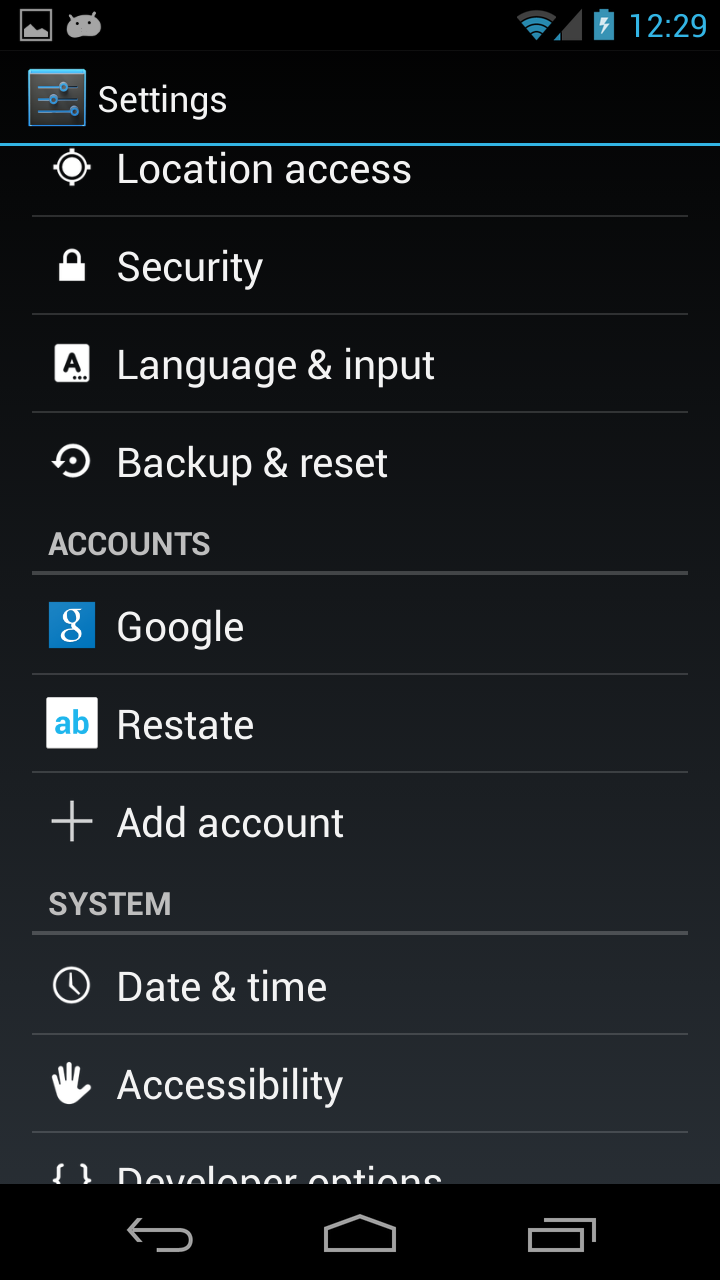 12:29
Settings
Location access
Security
Language & input
Backup & reset
ACCOUNTS
Google
Restate
Add account
SYSTEM
Date & time
Accessibility
Developer options